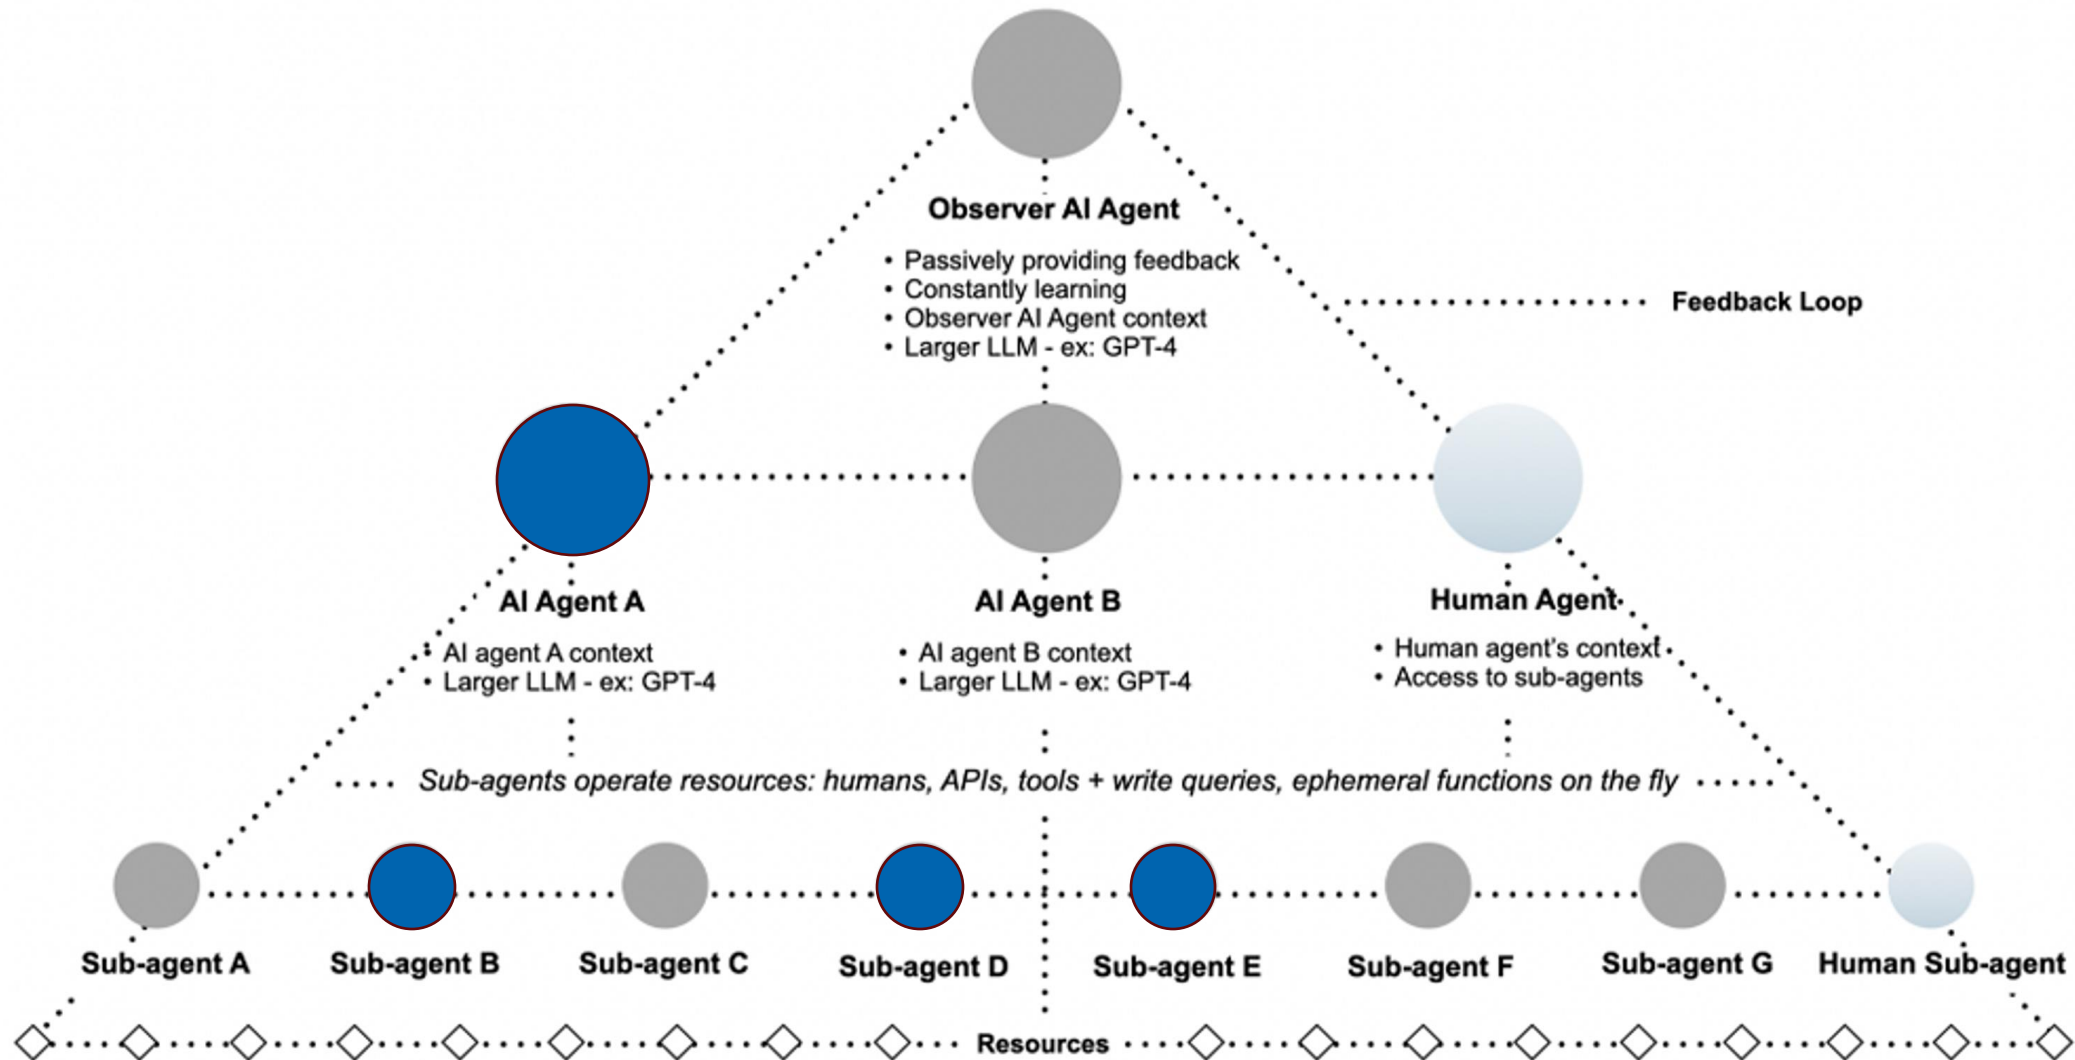 Observer AI Agent
• Passively providing feedback
• Constantly learning
• Observer AI Agent context
• Larger LLM - ex: GPT-4
Feedback Loop
AI Agent A
• AI agent A context
• Larger LLM - ex: GPT-4
AI Agent B
• AI agent B context
• Larger LLM - ex: GPT-4
Human Agent
• Human agent's context
• Access to sub-agents
Sub-agents operate resources: humans, APIs, tools + write queries, ephemeral functions on the fly
Sub-agent A
Sub-agent B
Sub-agent C
Sub-agent D
Sub-agent E
Sub-agent F
Sub-agent G
Human Sub-agent
Resources